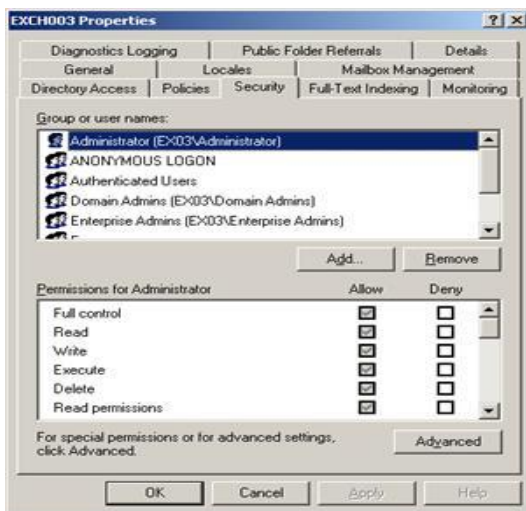 EXCH003 Properties
Diagnostics Logging Public Folder Referrals Details
General Locales Mailbox Management
Directory Access Policies Security Full-Text Indexing Monitoring
Group or user names:
Administrator (EX03\Administrator)
ANONYMOUS LOGON
Authenticated Users
Domain Admins (EX03\Domain Admins)
Enterprise Admins (EX03\Enterprise Admins)
Add... Remove
Permissions for Administrator Allow Deny
Full control
Read
Write
Execute
Delete
Read permissions
For special permissions or for advanced settings,
click Advanced.
Advanced
OK Cancel Apply Help